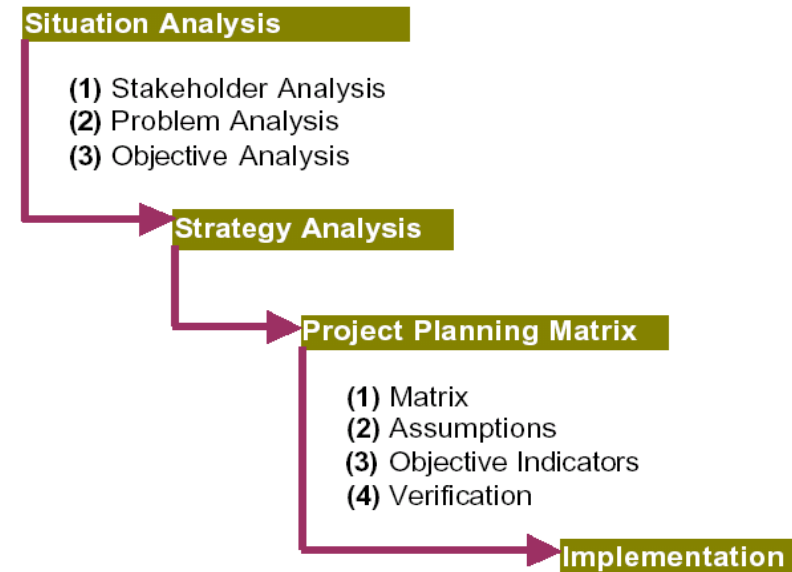 Situation Analysis
(1) Stakeholder Analysis
(2) Problem Analysis
(3) Objective Analysis
Strategy Analysis
Project Planning Matrix
(1) Matrix
(2) Assumptions
(3) Objective Indicators
(4) Verification
Implementation